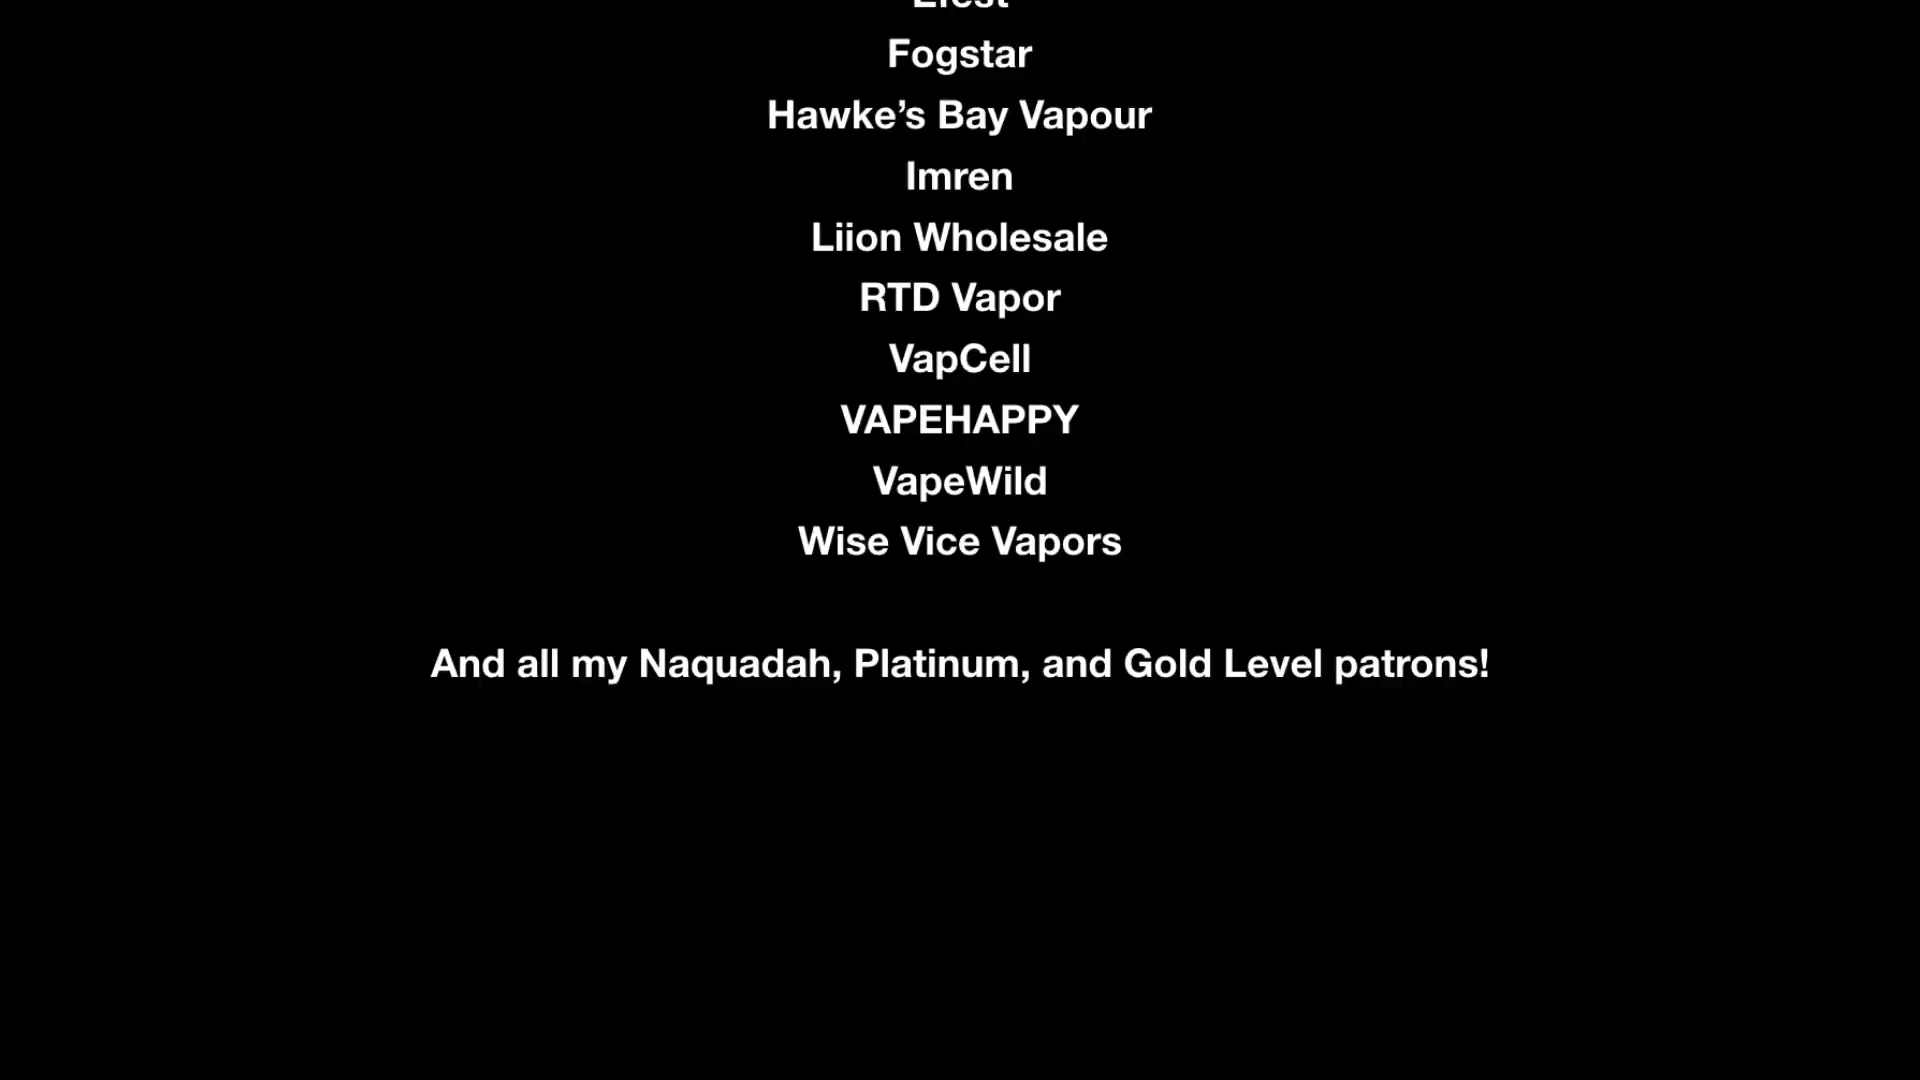 Efest
Fogstar
Hawke’s Bay Vapour
Imren
Liion Wholesale
RTD Vapor
VapCell
VAPEHAPPY
VapeWild
Wise Vice Vapors
And all my Naquadah, Platinum, and Gold Level patrons!